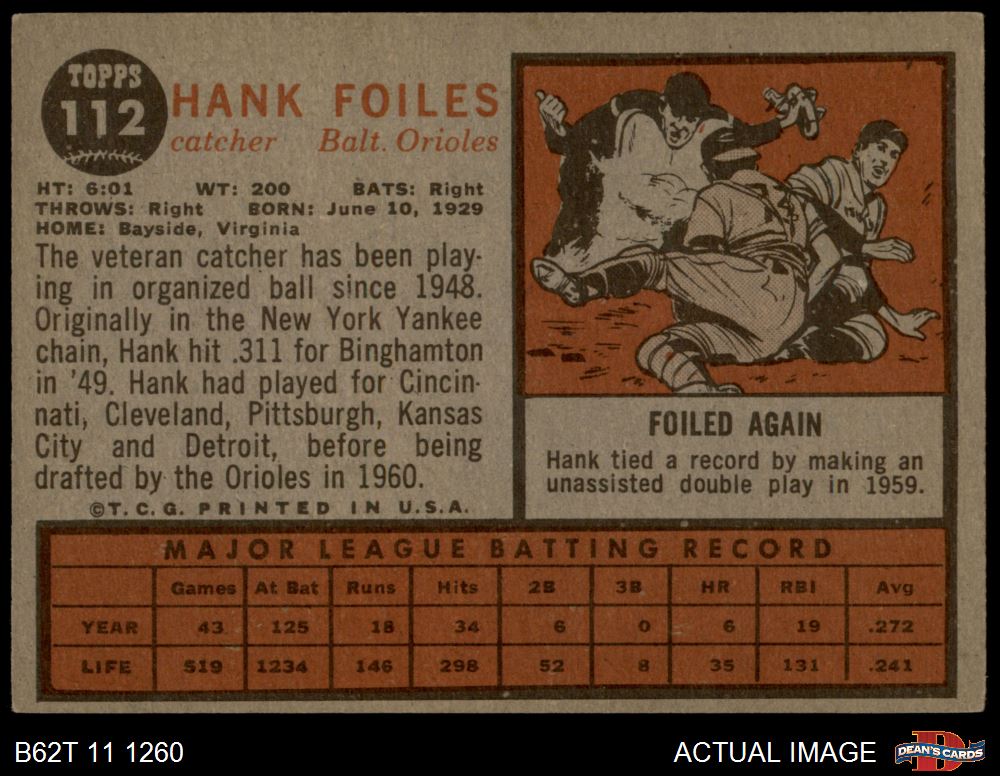 TOPPS
112
HANK FOILES
catcher Balt. Orioles
HT: 6:01 WT: 200 BATS: Right
THROWS: Right BORN: June 10, 1929
HOME: Bayside, Virginia
The veteran catcher has been play-
ing in organized ball since 1948.
Originally in the New York Yankee
chain, Hank hit .311 for Binghamton
in '49. Hank had played for Cincin-
nati, Cleveland, Pittsburgh, Kansas
City and Detroit, before being
drafted by the Orioles in 1960.
©T.C.G. PRINTED IN U.S.A.
FOILED AGAIN
Hank tied a record by making an
unassisted double play in 1959.
MAJOR LEAGUE BATTING RECORD
Games At Bat Runs Hits 2B 3B HR RBI Avg
YEAR 43 125 18 34 6 0 6 19 .272
LIFE 519 1234 146 298 52 8 35 131 .241
B62T 11 1260
ACTUAL IMAGE
DEAN'S CARDS